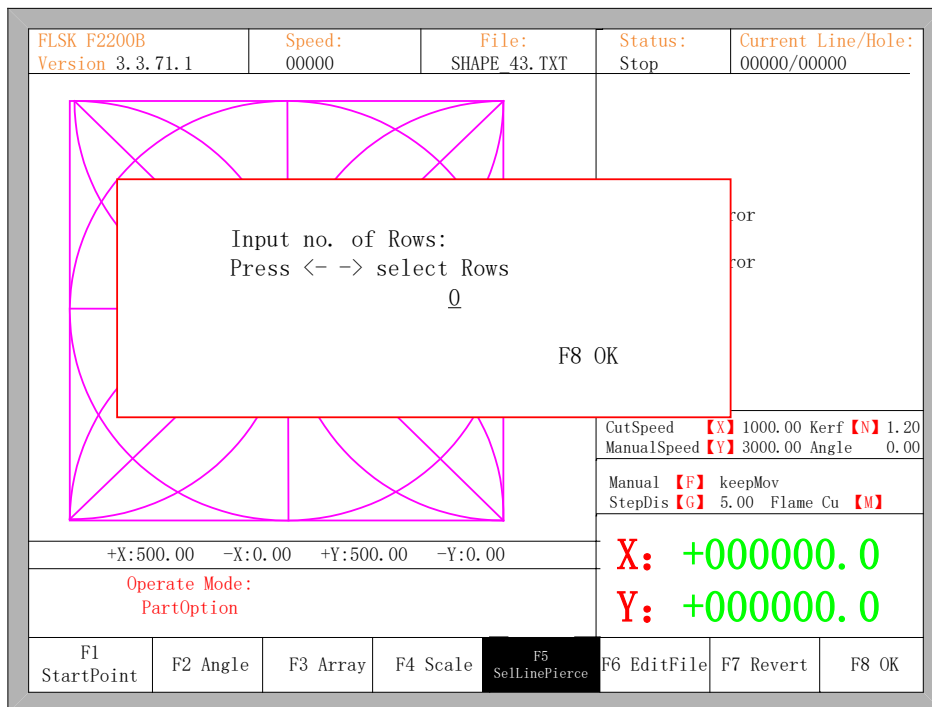 FLSK F2200B Speed: File: Status: Current Line/Hole:
Version 3.3.71.1 00000 SHAPE_43.TXT Stop 00000/00000
ror
Input no. of Rows:
ror
Press <- -> select Rows
0
F8 OK
CutSpeed 【X】 1000.00 Kerf 【N】 1.20
ManualSpeed 【Y】 3000.00 Angle 0.00
Manual 【F】 keepMov
StepDis 【G】 5.00 Flame Cu 【M】
+X:500.00 -X:0.00 +Y:500.00 -Y:0.00
X: +000000.0
Operate Mode:
PartOption
Y: +000000.0
F1 StartPoint
F2 Angle
F3 Array
F4 Scale
F5 SelLinePierce
F6 EditFile
F7 Revert
F8 OK